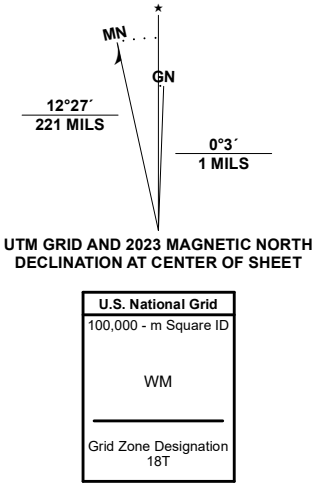 ★
MN
GN
12°27´
221 MILS
0°3´
1 MILS
UTM GRID AND 2023 MAGNETIC NORTH
DECLINATION AT CENTER OF SHEET
U.S. National Grid
100,000 - m Square ID
WM
Grid Zone Designation
18T